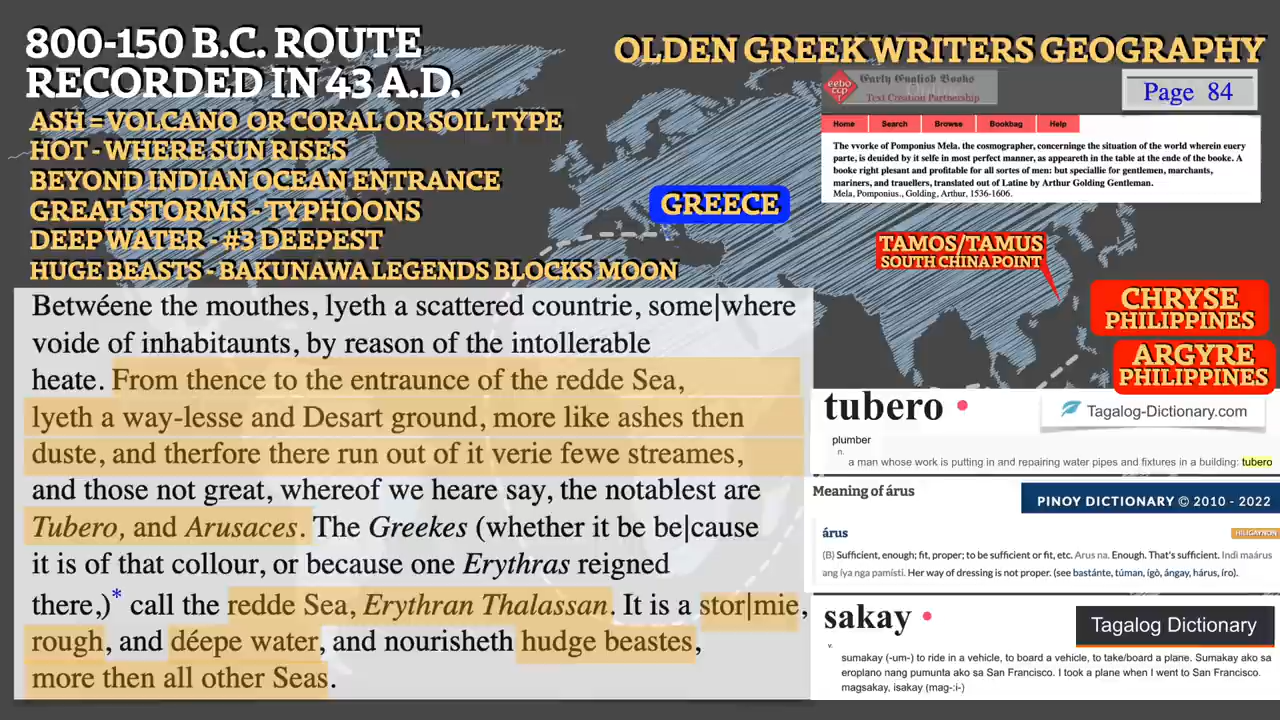 800-150 B.C. ROUTE
RECORDED IN 43 A.D.
ASH = VOLCANO OR CORAL OR SOIL TYPE
HOT - WHERE SUN RISES
BEYOND INDIAN OCEAN ENTRANCE
GREAT STORMS - TYPHOONS
DEEP WATER - #3 DEEPEST
HUGE BEASTS - BAKUNAWA LEGENDS BLOCKS MOON
Betwéene the mouthes, lyeth a scattered countrie, some|where
voide of inhabitaunts, by reason of the intollerable
heate. From thence to the entraunce of the redde Sea,
lyeth a way-lesse and Desart ground, more like ashes then
duste, and therfore there run out of it verie fewe streames,
and those not great, whereof we heare say, the notablest are
Tubero, and Arusaces. The Greekes (whether it be be|cause
it is of that collour, or because one Erythras reigned
there,)* call the redde Sea, Erythran Thalassan. It is a stor|mie,
rough, and déepe water, and nourisheth hudge beastes,
more then all other Seas.
OLDEN GREEK WRITERS GEOGRAPHY
eebo
tcp
Early English Books
Text Creation Partnership
Page 84
Home Search Browse Bookbag Help
The vvorke of Pomponius Mela. the cosmographer, concerninge the situation of the world wherein euery
parte, is deuided by it selfe in most perfect manner, as appeareth in the table at the ende of the booke. A
booke right plesant and profitable for all sortes of men: but speciallie for gentlemen, marchants,
mariners, and trauellers, translated out of Latine by Arthur Golding Gentleman.
Mela, Pomponius., Golding, Arthur, 1536-1606.
GREECE
TAMOS/TAMUS
SOUTH CHINA POINT
CHRYSE
PHILIPPINES
ARGYRE
PHILIPPINES
tubero
Tagalog-Dictionary.com
plumber
n.
a man whose work is putting in and repairing water pipes and fixtures in a building: tubero
Meaning of árus
PINOY DICTIONARY © 2010 - 2022
árus
HILIGAYNON
(B) Sufficient, enough; fit, proper; to be sufficient or fit, etc. Arus na. Enough. That's sufficient. Indì maárus
ang íya nga pamísti. Her way of dressing is not proper. (see bastánte, túman, ígò, ángay, hárus, íro).
sakay
Tagalog Dictionary
v.
sumakay (-um-) to ride in a vehicle, to board a vehicle, to take/board a plane. Sumakay ako sa
eroplano nang pumunta ako sa San Francisco. I took a plane when I went to San Francisco.
magsakay, isakay (mag-:i-)